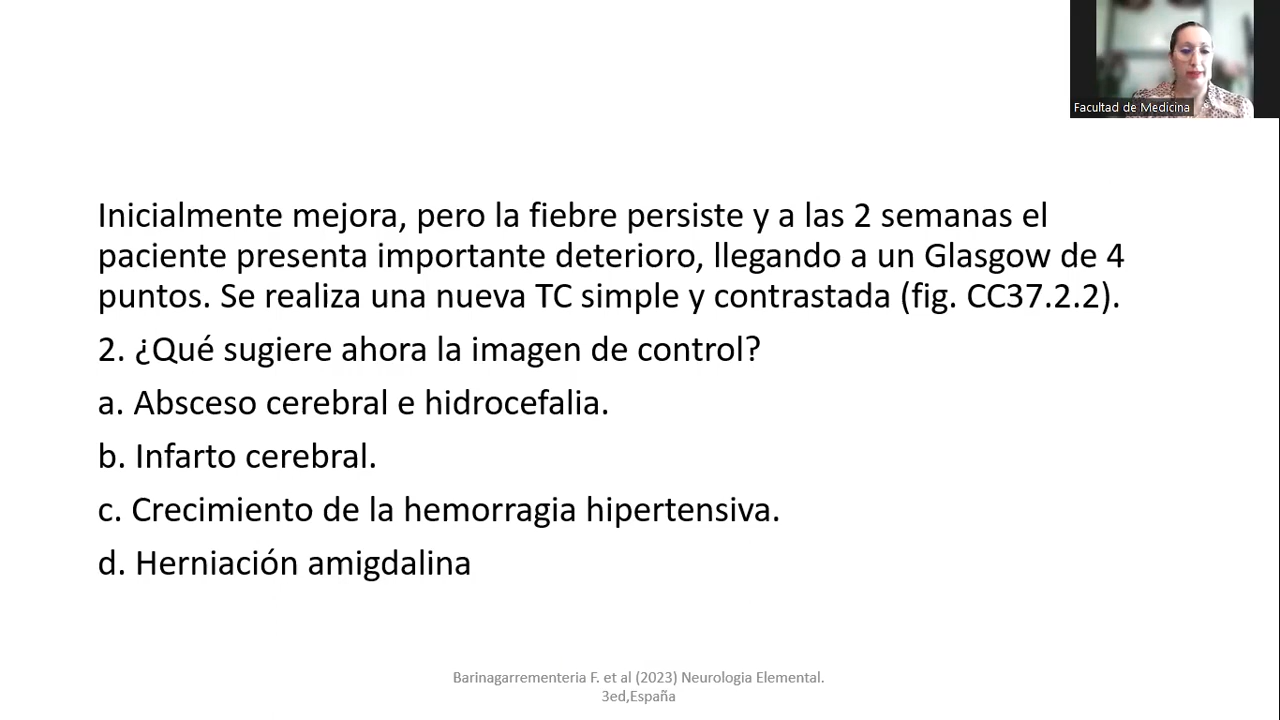 Facultad de Medicina
Inicialmente mejora, pero la fiebre persiste y a las 2 semanas el
paciente presenta importante deterioro, llegando a un Glasgow de 4
puntos. Se realiza una nueva TC simple y contrastada (fig. CC37.2.2).
2. ¿Qué sugiere ahora la imagen de control?
a. Absceso cerebral e hidrocefalia.
b. Infarto cerebral.
c. Crecimiento de la hemorragia hipertensiva.
d. Herniación amigdalina
Barinagarrementeria F. et al (2023) Neurologia Elemental.
3ed,España